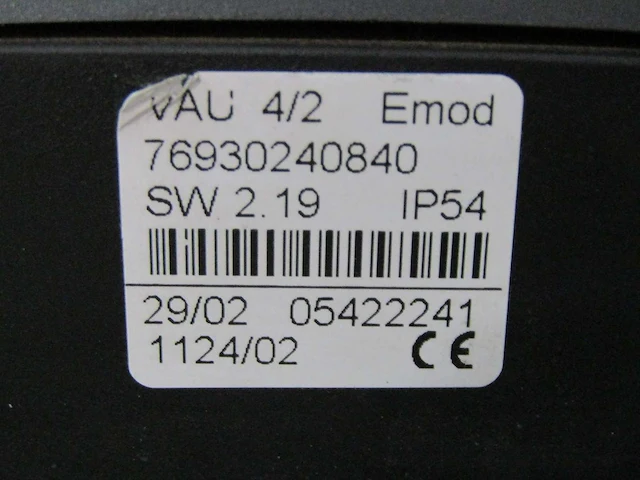 VAU 4/2 Emod
76930240840
SW 2.19 IP54
29/02 05422241
1124/02 CE